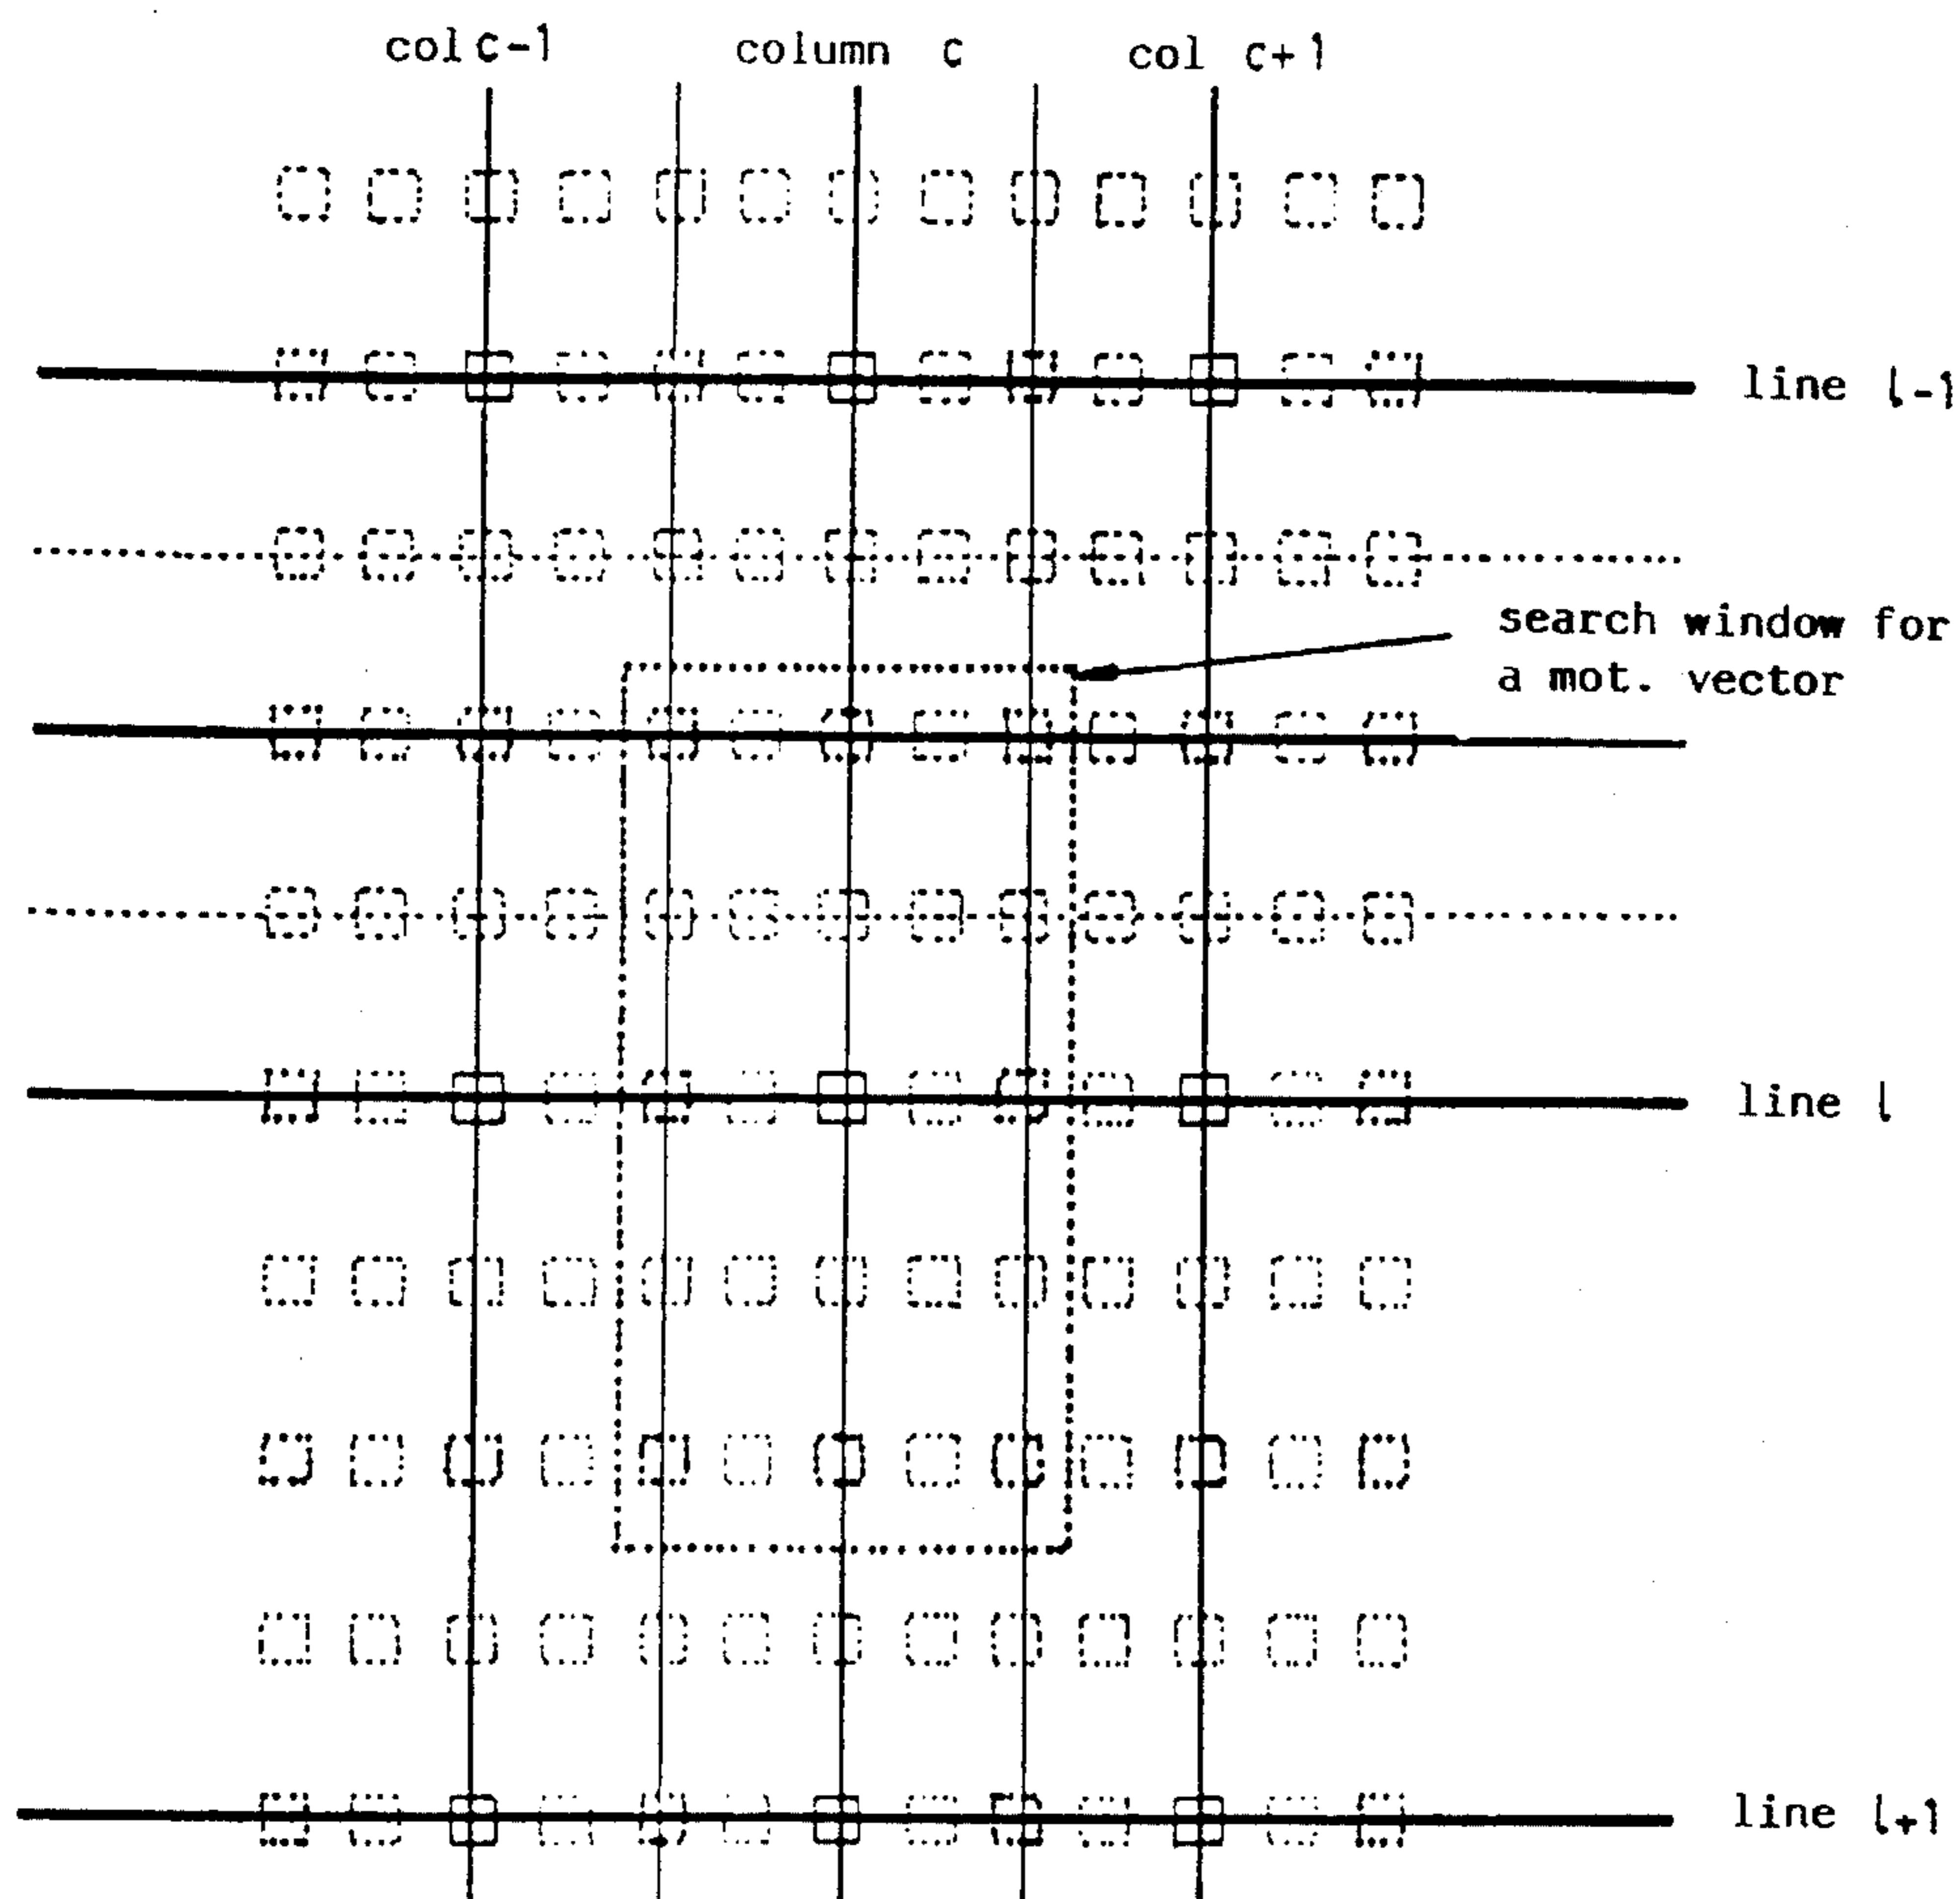 col c-1
column c
col c+1
line l-1
search window for
a mot. vector
line l
line l+1